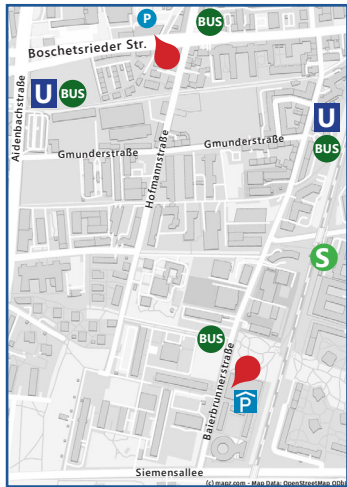 P
BUS
Boschetsrieder Str.
U
BUS
Aidenbachstraße
U
BUS
Gmunderstraße
Gmunderstraße
Hofmannstraße
S
BUS
Baierbrunnerstraße
P
Siemensallee
(c) mapz.com - Map Data: OpenStreetMap ODbL